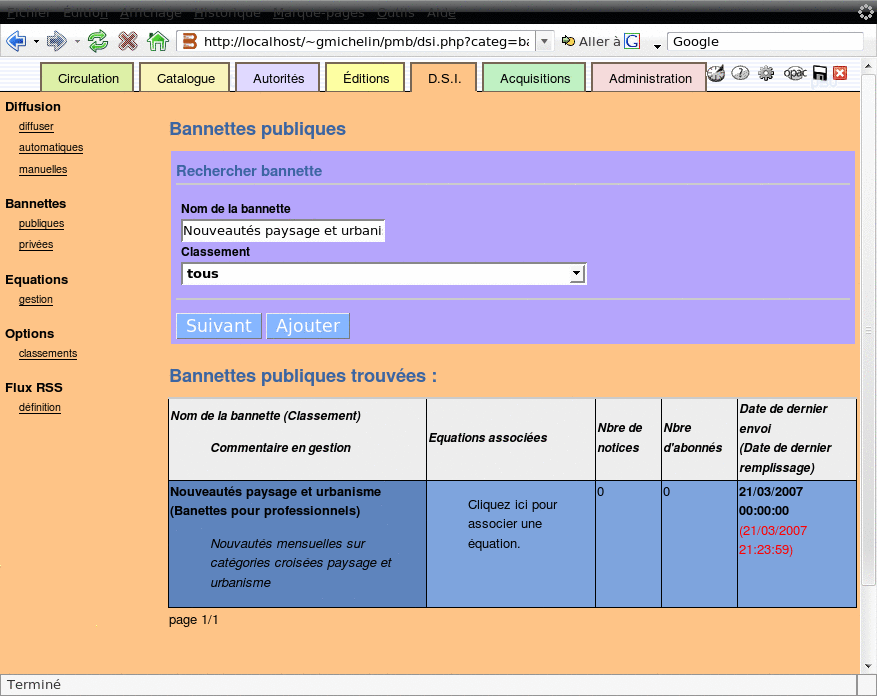 Fichier Édition Affichage Historique Marque-pages Outils Aide
http://localhost/~gmichelin/pmb/dsi.php?categ=ba Aller à G Google
Circulation Catalogue Autorités Éditions D.S.I. Acquisitions Administration opac
Diffusion
diffuser
automatiques
manuelles
Bannettes
publiques
privées
Equations
gestion
Options
classements
Flux RSS
définition
Bannettes publiques
Rechercher bannette
Nom de la bannette
Nouveautés paysage et urbani
Classement
tous
Suivant Ajouter
Bannettes publiques trouvées :
Nom de la bannette (Classement)
Commentaire en gestion
Equations associées
Nbre de
notices
Nbre
d'abonnés
Date de dernier
envoi
(Date de dernier
remplissage)
Nouveautés paysage et urbanisme
(Banettes pour professionnels)
Nouvautés mensuelles sur
catégories croisées paysage et
urbanisme
Cliquez ici pour
associer une
équation.
0
0
21/03/2007
00:00:00
(21/03/2007
21:23:59)
page 1/1
Terminé